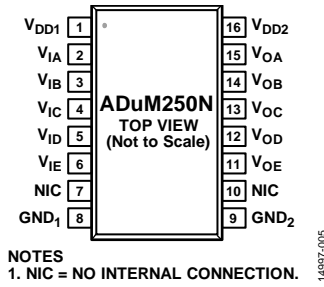 VDD1 1 16 VDD2
VIA 2 15 VOA
VIB 3 14 VOB
VIC 4 ADuM250N 13 VOC
TOP VIEW
(Not to Scale)
VID 5 12 VOD
VIE 6 11 VOE
NIC 7 10 NIC
GND1 8 9 GND2
NOTES
1. NIC = NO INTERNAL CONNECTION.
14997-005